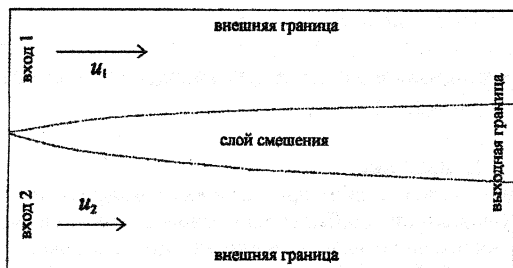 внешняя граница
вход 1
u₁
слой смешения
выходная граница
вход 2
u₂
внешняя граница